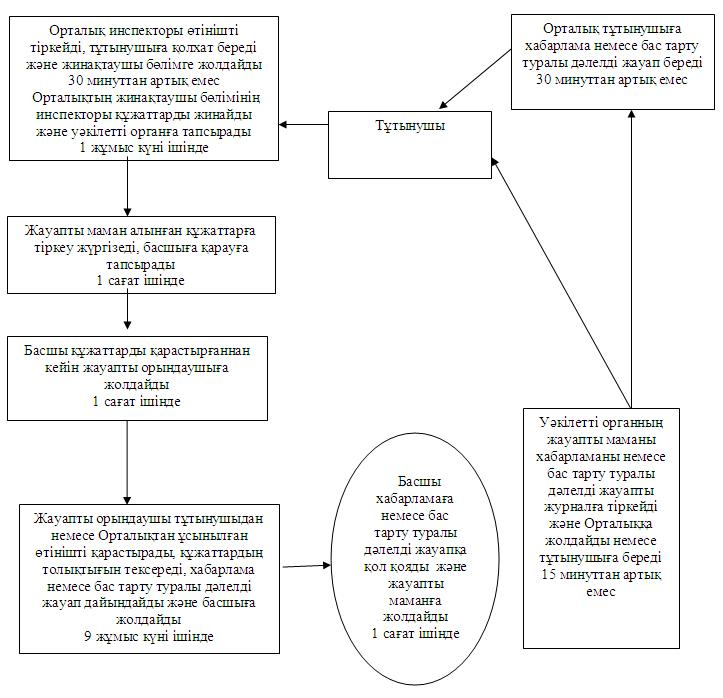 Орталық инспекторы өтінішті
тіркейді, тұтынушыға қолхат береді
және жинақтаушы бөлімге жолдайды
30 минуттан артық емес
Орталықтың жинақтаушы бөлімінің
инспекторы құжаттарды жинайды
және уәкілетті органға тапсырады
1 жұмыс күні ішінде
Тұтынушы
Орталық тұтынушыға
хабарлама немесе бас тарту
туралы дәлелді жауап береді
30 минуттан артық емес
Жауапты маман алынған құжаттарға
тіркеу жүргізеді, басшыға қарауға
тапсырады
1 сағат ішінде
Басшы құжаттарды қарастырғаннан
кейін жауапты орындаушыға
жолдайды
1 сағат ішінде
Жауапты орындаушы тұтынушыдан
немесе Орталықтан ұсынылған
өтінішті қарастырады, құжаттардың
толықтығын тексереді, хабарлама
немесе бас тарту туралы дәлелді
жауап дайындайды және басшыға
жолдайды
9 жұмыс күні ішінде
Басшы
хабарламаға
немесе бас
тарту туралы
дәлелді жауапқа
қол қояды және
жауапты
маманға
жолдайды
1 сағат ішінде
Уәкілетті органның
жауапты маманы
хабарламаны немесе
бас тарту туралы
дәлелді жауапты
журналға тіркейді
және Орталыққа
жолдайды немесе
тұтынушыға береді
15 минуттан артық
емес